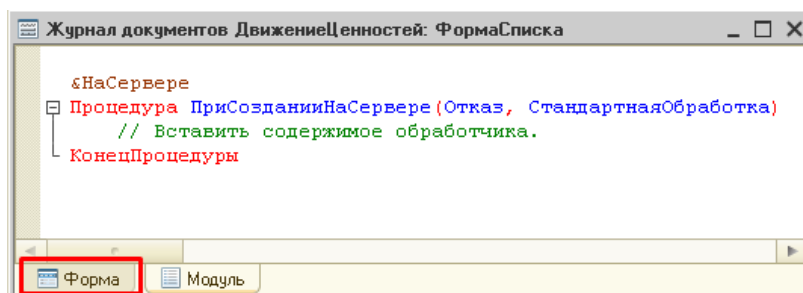 Журнал документов ДвижениеЦенностей: ФормаСписка
&НаСервере
Процедура ПриСозданииНаСервере(Отказ, СтандартнаяОбработка)
// Вставить содержимое обработчика.
КонецПроцедуры
Форма
Модуль